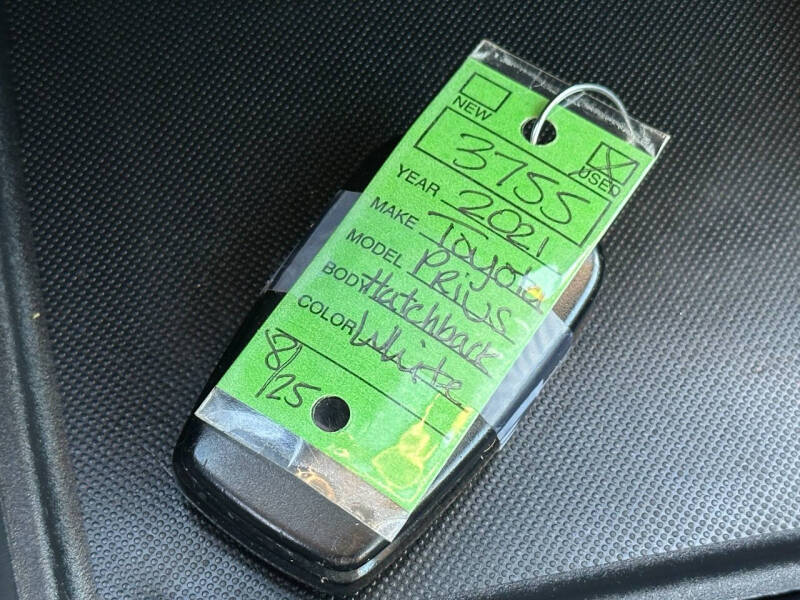 NEW
USED
3755
YEAR 2021
MAKE Toyota
MODEL Prius
BODY Hatchback
COLOR White
8/25